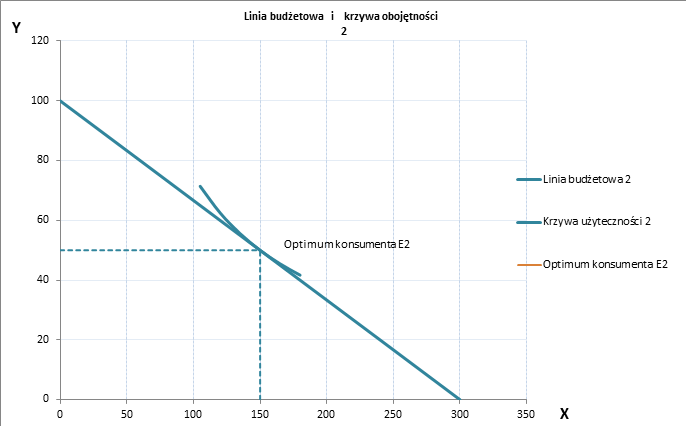 Linia budżetowa i krzywa obojętności
2
Y
120
100
80
60
40
20
0
Optimum konsumenta E2
0 50 100 150 200 250 300 350
X
Linia budżetowa 2
Krzywa użyteczności 2
Optimum konsumenta E2